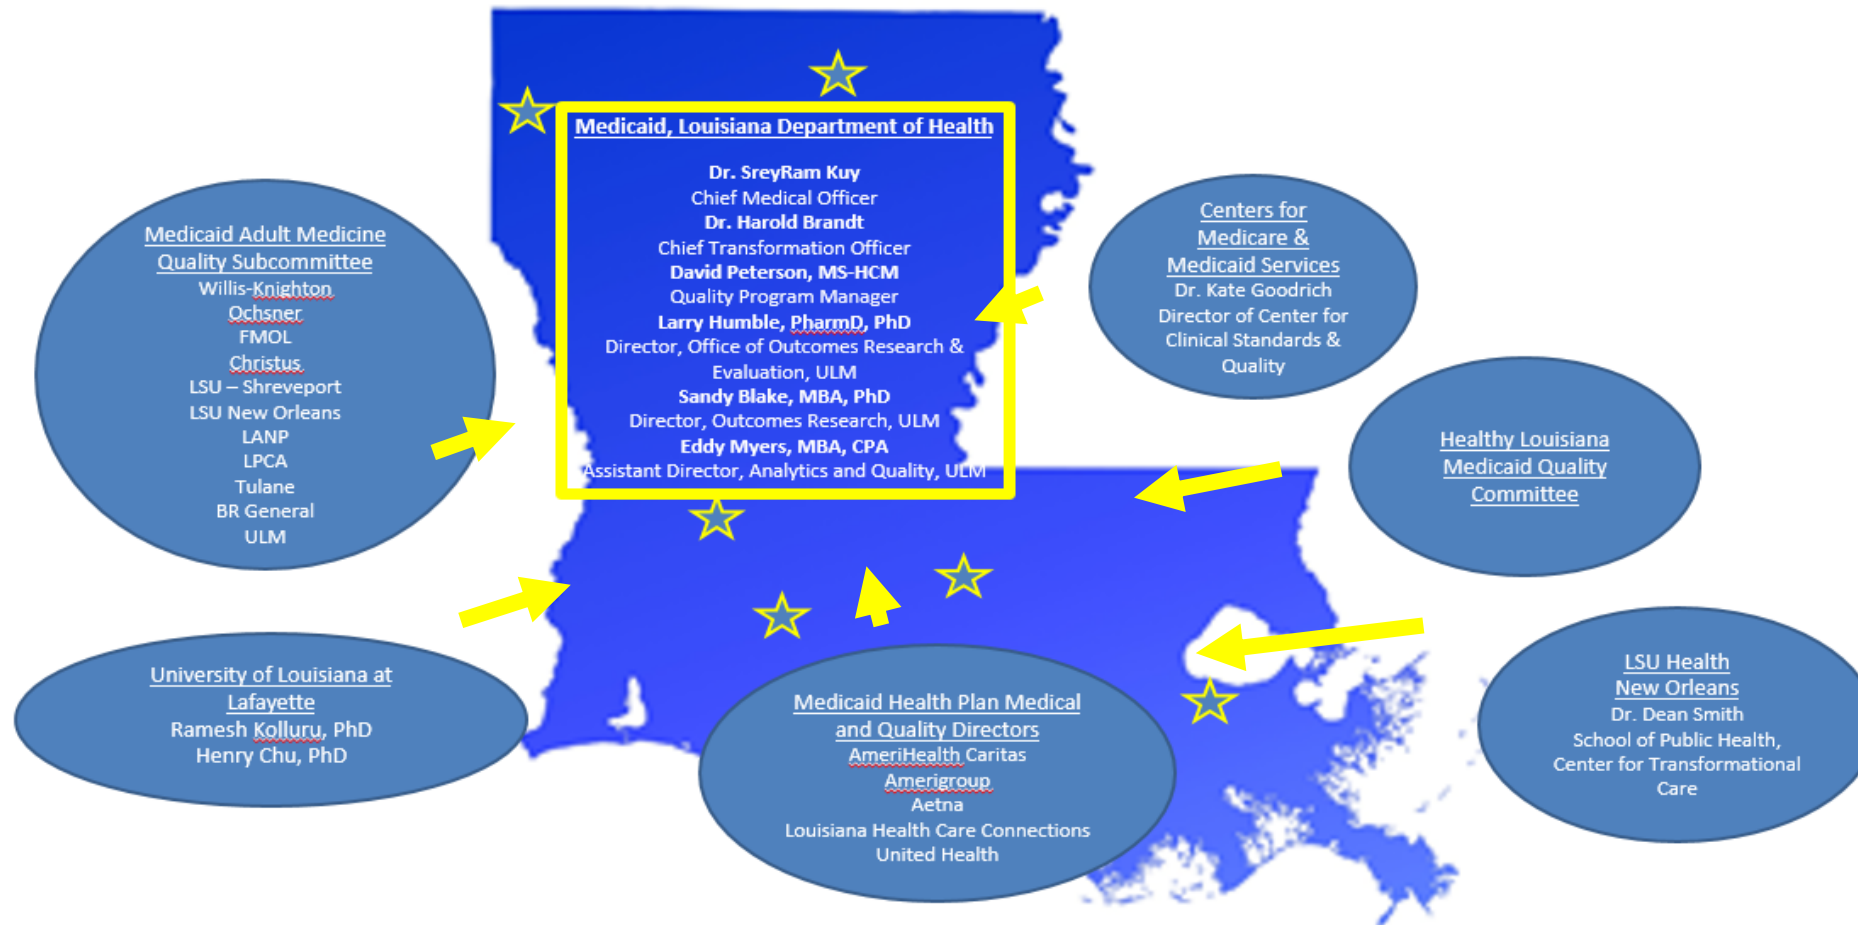 Medicaid, Louisiana Department of Health
Dr. SreyRam Kuy
Chief Medical Officer
Dr. Harold Brandt
Chief Transformation Officer
David Peterson, MS-HCM
Quality Program Manager
Larry Humble, PharmD, PhD
Director, Office of Outcomes Research &
Evaluation, ULM
Sandy Blake, MBA, PhD
Director, Outcomes Research, ULM
Eddy Myers, MBA, CPA
Assistant Director, Analytics and Quality, ULM
Medicaid Adult Medicine
Quality Subcommittee
Willis-Knighton
Ochsner
FMOL
Christus
LSU – Shreveport
LSU New Orleans
LANP
LPCA
Tulane
BR General
ULM
Centers for
Medicare &
Medicaid Services
Dr. Kate Goodrich
Director of Center for
Clinical Standards &
Quality
Healthy Louisiana
Medicaid Quality
Committee
University of Louisiana at
Lafayette
Ramesh Kolluru, PhD
Henry Chu, PhD
Medicaid Health Plan Medical
and Quality Directors
AmeriHealth Caritas
Amerigroup
Aetna
Louisiana Health Care Connections
United Health
LSU Health
New Orleans
Dr. Dean Smith
School of Public Health,
Center for Transformational
Care